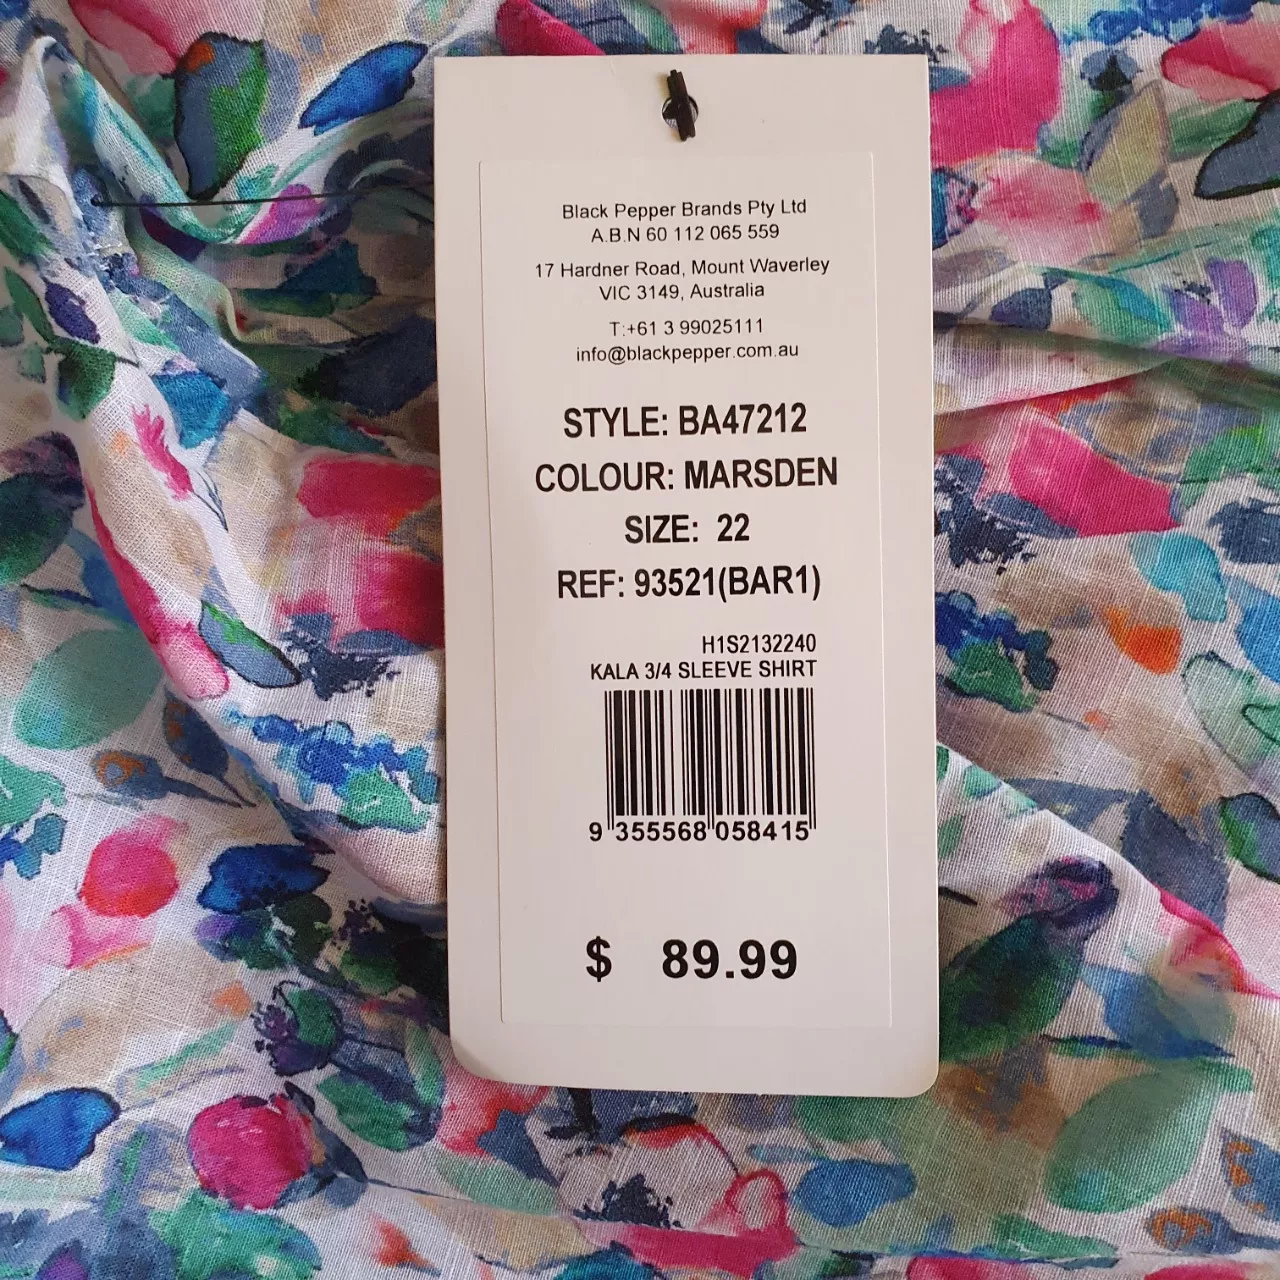 Black Pepper Brands Pty Ltd
A.B.N 60 112 065 559
17 Hardner Road, Mount Waverley
VIC 3149, Australia
T:+61 3 99025111
info@blackpepper.com.au
STYLE: BA47212
COLOUR: MARSDEN
SIZE: 22
REF: 93521(BAR1)
H1S2132240
KALA 3/4 SLEEVE SHIRT
9 355568 058415
$ 89.99